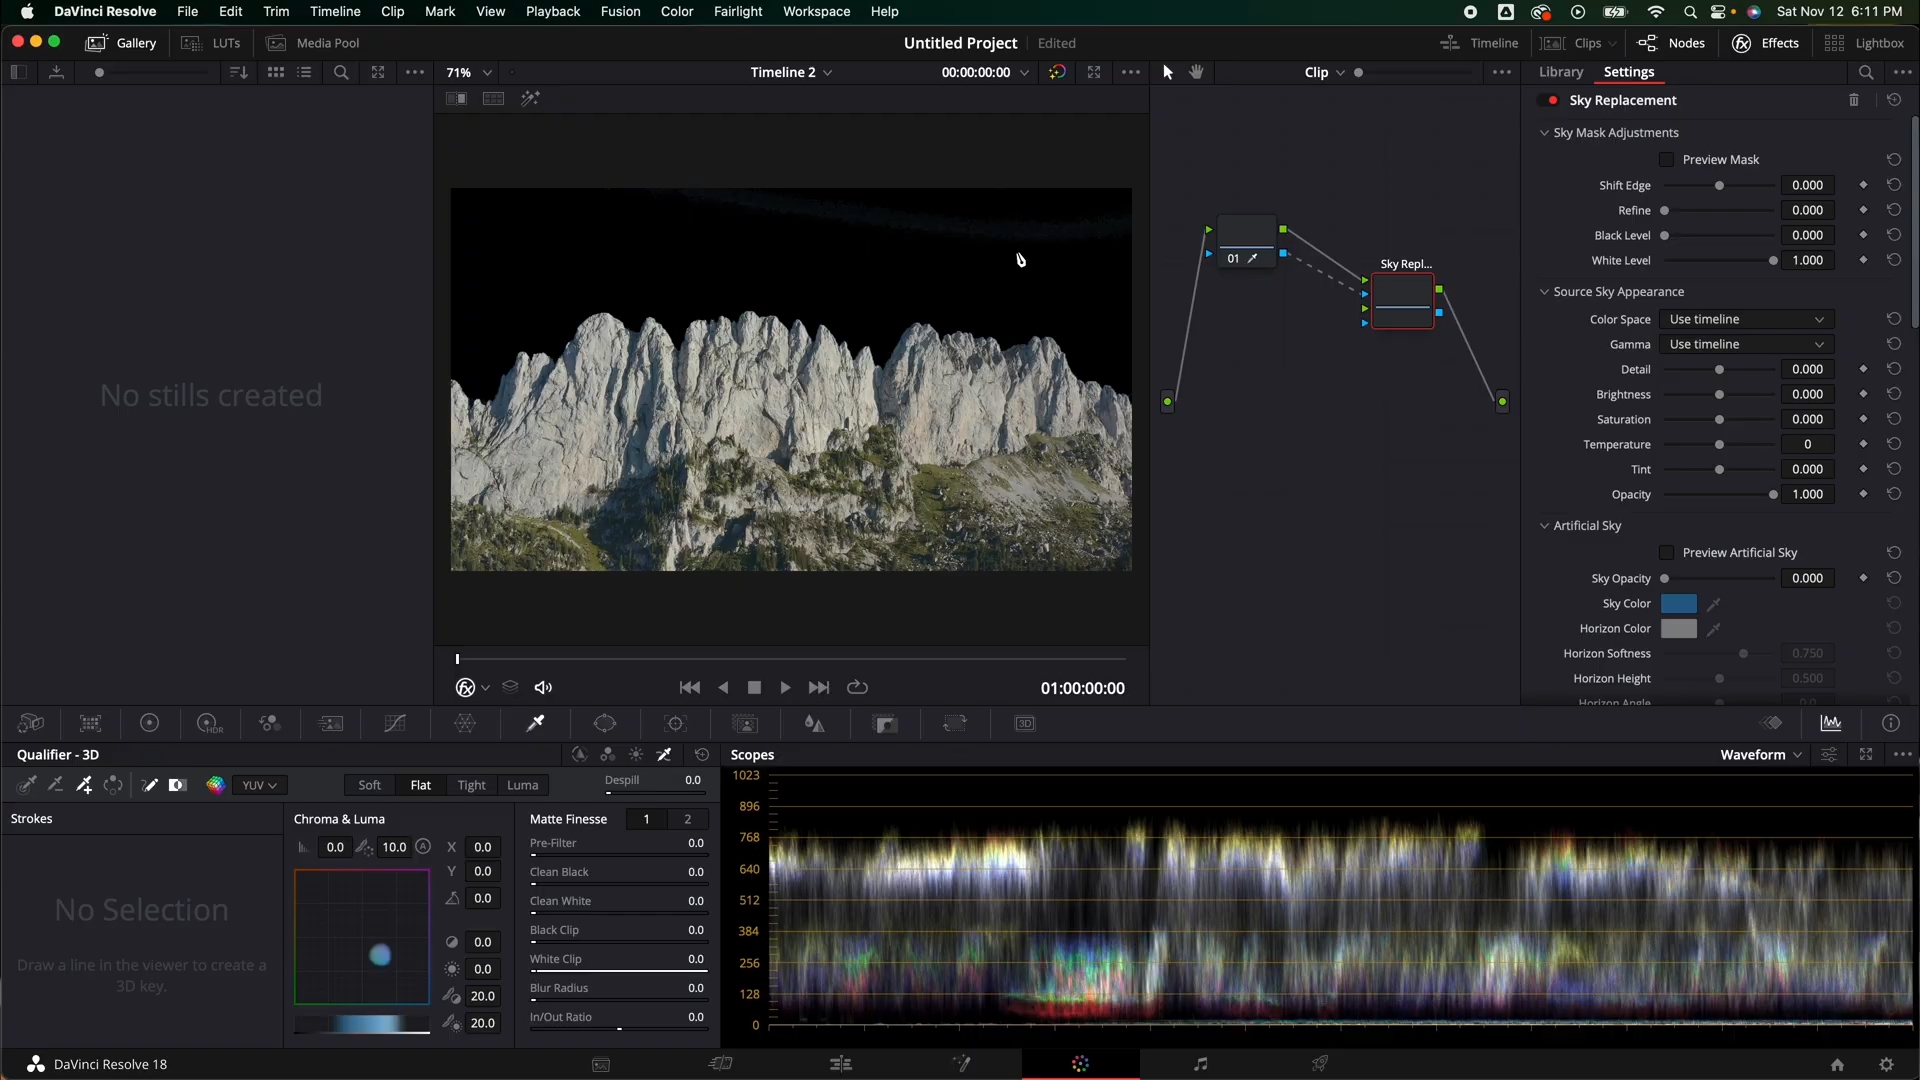 DaVinci Resolve File Edit Trim Timeline Clip Mark View Playback Fusion Color Fairlight Workspace Help Sat Nov 12 6:11 PM
Gallery LUTs Media Pool Untitled Project Edited Timeline Clips Nodes Effects Lightbox
71% Timeline 2 00:00:00:00 Clip Library Settings
Sky Replacement
Sky Mask Adjustments
Preview Mask
Shift Edge 0.000
Refine 0.000
Black Level 0.000
White Level 1.000
Source Sky Appearance
Color Space Use timeline
Gamma Use timeline
Detail 0.000
Brightness 0.000
Saturation 0.000
Temperature 0
Tint 0.000
Opacity 1.000
Artificial Sky
Preview Artificial Sky
Sky Opacity 0.000
Sky Color
Horizon Color
Horizon Softness 0.750
Horizon Height 0.500
Horizon Angle 0.0
No stills created
01
Sky Repl...
01:00:00:00
HDR
3D
Qualifier - 3D
YUV Soft Flat Tight Luma Despill 0.0
Strokes
No Selection
Draw a line in the viewer to create a
3D key.
Chroma & Luma
0.0 10.0 A X 0.0
Y 0.0
0.0
0.0
0.0
20.0
20.0
Matte Finesse 1 2
Pre-Filter 0.0
Clean Black 0.0
Clean White 0.0
Black Clip 0.0
White Clip 0.0
Blur Radius 0.0
In/Out Ratio 0.0
Scopes Waveform
1023
896
768
640
512
384
256
128
0
DaVinci Resolve 18